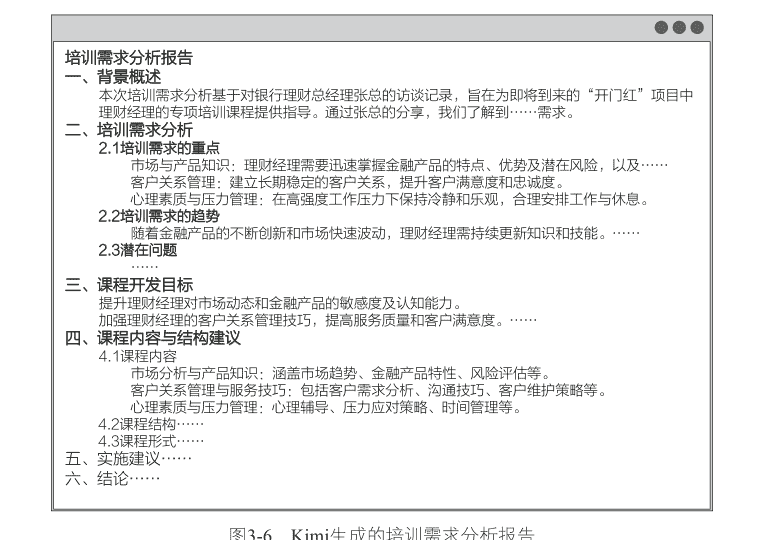 培训需求分析报告
一、背景概述
本次培训需求分析基于对银行理财总经理张总的访谈记录，旨在为即将到来的“开门红”项目中
理财经理的专项培训课程提供指导。通过张总的分享，我们了解到……需求。
二、培训需求分析
2.1培训需求的重点
市场与产品知识：理财经理需要迅速掌握金融产品的特点、优势及潜在风险，以及……
客户关系管理：建立长期稳定的客户关系，提升客户满意度和忠诚度。
心理素质与压力管理：在高强度工作压力下保持冷静和乐观，合理安排工作与休息。
2.2培训需求的趋势
随着金融产品的不断创新和市场快速波动，理财经理需持续更新知识和技能。……
2.3潜在问题
……
三、课程开发目标
提升理财经理对市场动态和金融产品的敏感度及认知能力。
加强理财经理的客户关系管理技巧，提高服务质量和客户满意度。……
四、课程内容与结构建议
4.1课程内容
市场分析与产品知识：涵盖市场趋势、金融产品特性、风险评估等。
客户关系管理与服务技巧：包括客户需求分析、沟通技巧、客户维护策略等。
心理素质与压力管理：心理辅导、压力应对策略、时间管理等。
4.2课程结构……
4.3课程形式……
五、实施建议……
六、结论……
图3-6 Kimi生成的培训需求分析报告